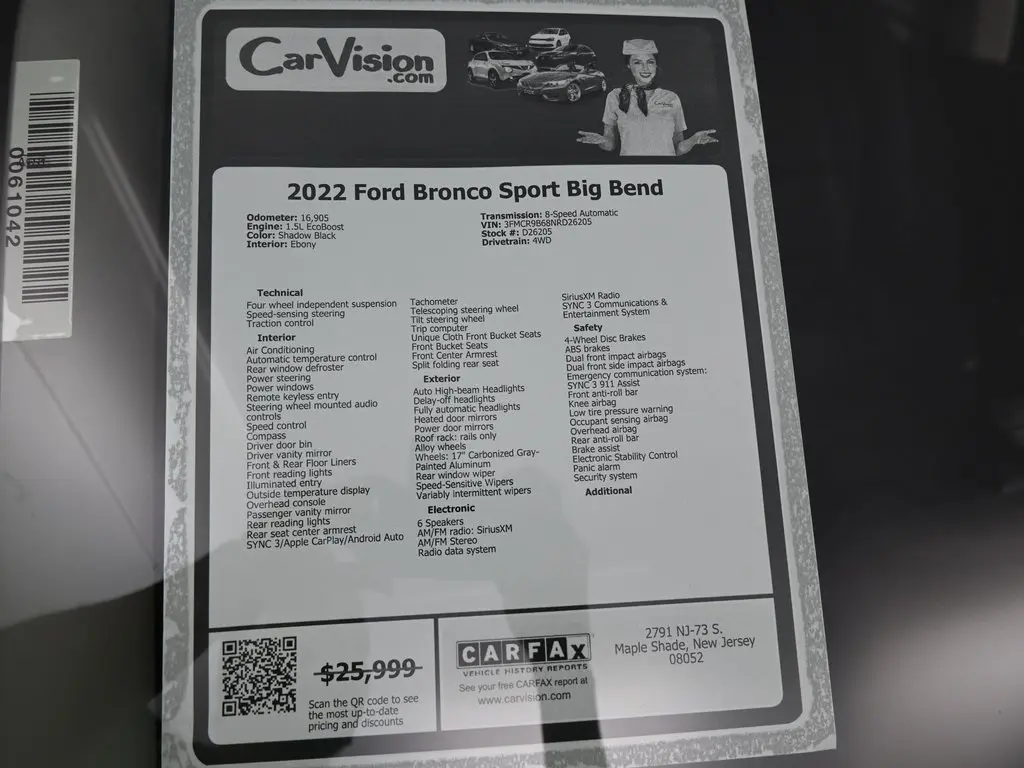 CarVision
.com
0061042
2022 Ford Bronco Sport Big Bend
Odometer: 16,905
Engine: 1.5L EcoBoost
Color: Shadow Black
Interior: Ebony
Transmission: 8-Speed Automatic
VIN: 3FMCR9B68NRD26205
Stock #: D26205
Drivetrain: 4WD
Technical
Four wheel independent suspension
Speed-sensing steering
Traction control
Interior
Air Conditioning
Automatic temperature control
Rear window defroster
Power steering
Power windows
Remote keyless entry
Steering wheel mounted audio
controls
Speed control
Compass
Driver door bin
Driver vanity mirror
Front & Rear Floor Liners
Front reading lights
Illuminated entry
Outside temperature display
Overhead console
Passenger vanity mirror
Rear reading lights
Rear seat center armrest
SYNC 3/Apple CarPlay/Android Auto
Tachometer
Telescoping steering wheel
Tilt steering wheel
Trip computer
Unique Cloth Front Bucket Seats
Front Bucket Seats
Front Center Armrest
Split folding rear seat
Exterior
Auto High-beam Headlights
Delay-off headlights
Fully automatic headlights
Heated door mirrors
Power door mirrors
Roof rack: rails only
Alloy wheels
Wheels: 17" Carbonized Gray-
Painted Aluminum
Rear window wiper
Speed-Sensitive Wipers
Variably intermittent wipers
Electronic
6 Speakers
AM/FM radio: SiriusXM
AM/FM Stereo
Radio data system
SiriusXM Radio
SYNC 3 Communications &
Entertainment System
Safety
4-Wheel Disc Brakes
ABS brakes
Dual front impact airbags
Dual front side impact airbags
Emergency communication system:
SYNC 3 911 Assist
Front anti-roll bar
Knee airbag
Low tire pressure warning
Occupant sensing airbag
Overhead airbag
Rear anti-roll bar
Brake assist
Electronic Stability Control
Panic alarm
Security system
Additional
$25,999
Scan the QR code to see
the most up-to-date
pricing and discounts
CARFAX
VEHICLE HISTORY REPORTS
See your free CARFAX report at
www.carvision.com
2791 NJ-73 S.
Maple Shade, New Jersey
08052